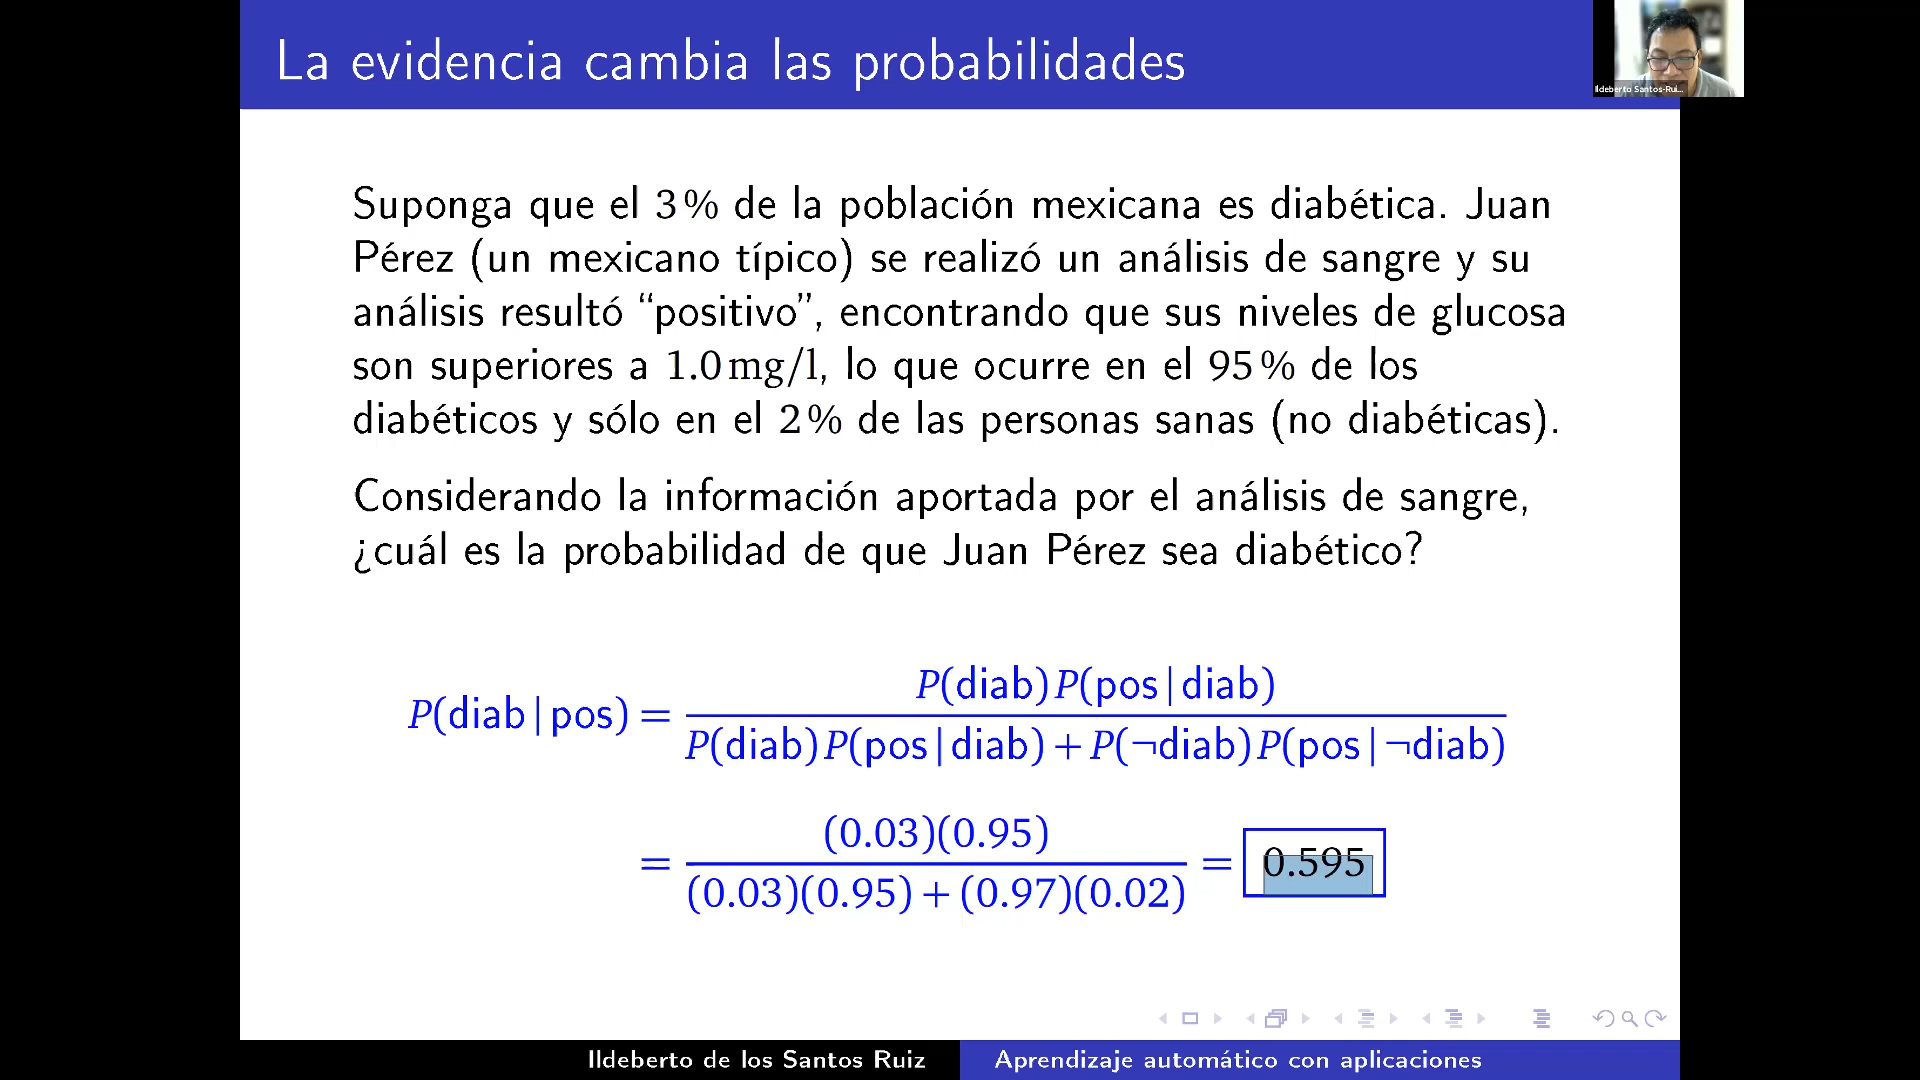 La evidencia cambia las probabilidades
Ildeberto Santos-Rui...
Suponga que el 3% de la población mexicana es diabética. Juan
Pérez (un mexicano típico) se realizó un análisis de sangre y su
análisis resultó “positivo”, encontrando que sus niveles de glucosa
son superiores a 1.0 mg/l, lo que ocurre en el 95% de los
diabéticos y sólo en el 2% de las personas sanas (no diabéticas).
Considerando la información aportada por el análisis de sangre,
¿cuál es la probabilidad de que Juan Pérez sea diabético?
P(diab | pos) = P(diab) P(pos | diab)
P(diab) P(pos | diab) + P(¬diab) P(pos | ¬diab)
= (0.03)(0.95)
(0.03)(0.95) + (0.97)(0.02) = 0.595
Ildeberto de los Santos Ruiz
Aprendizaje automático con aplicaciones